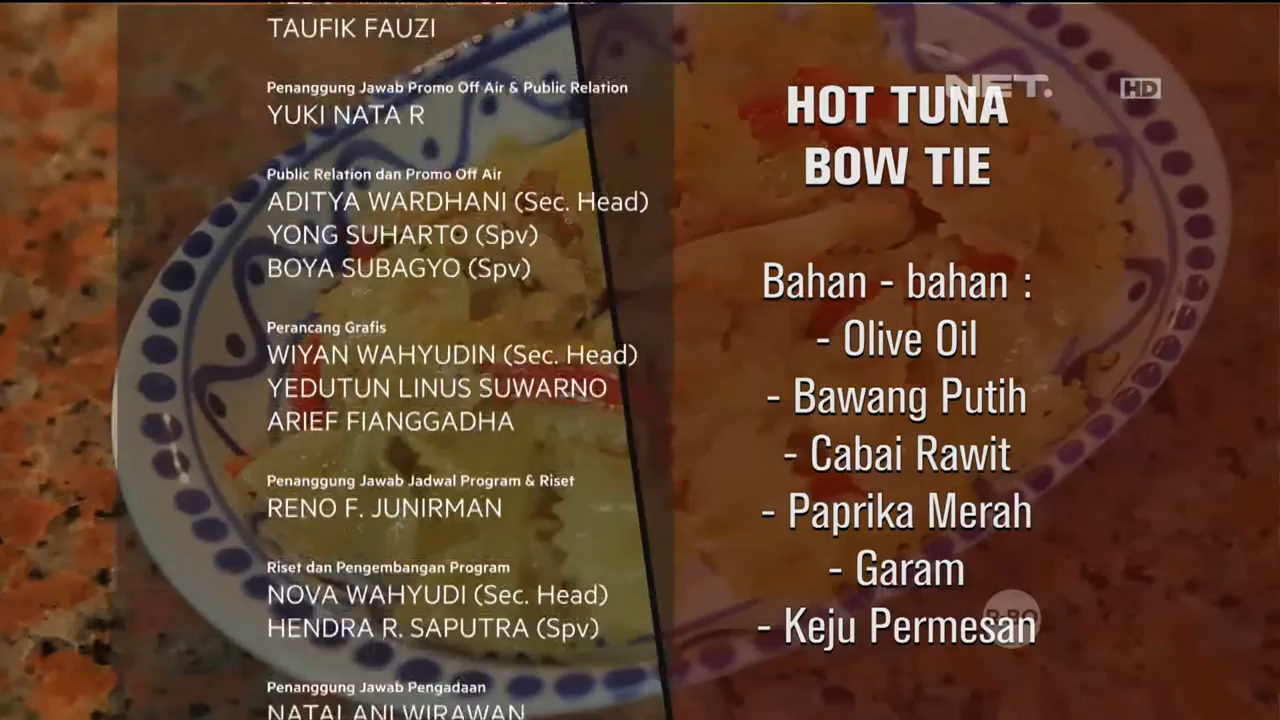 TAUFIK FAUZI
Penanggung Jawab Promo Off Air & Public Relation
YUKI NATA R
Public Relation dan Promo Off Air
ADITYA WARDHANI (Sec. Head)
YONG SUHARTO (Spv)
BOYA SUBAGYO (Spv)
Perancang Grafis
WIYAN WAHYUDIN (Sec. Head)
YEDUTUN LINUS SUWARNO
ARIEF FIANGGADHA
Penanggung Jawab Jadwal Program & Riset
RENO F. JUNIRMAN
Riset dan Pengembangan Program
NOVA WAHYUDI (Sec. Head)
HENDRA R. SAPUTRA (Spv)
Penanggung Jawab Pengadaan
NATALANI WIRAWAN
NET.
HD
HOT TUNA
BOW TIE
Bahan - bahan :
- Olive Oil
- Bawang Putih
- Cabai Rawit
- Paprika Merah
- Garam
- Keju Permesan
R-BO